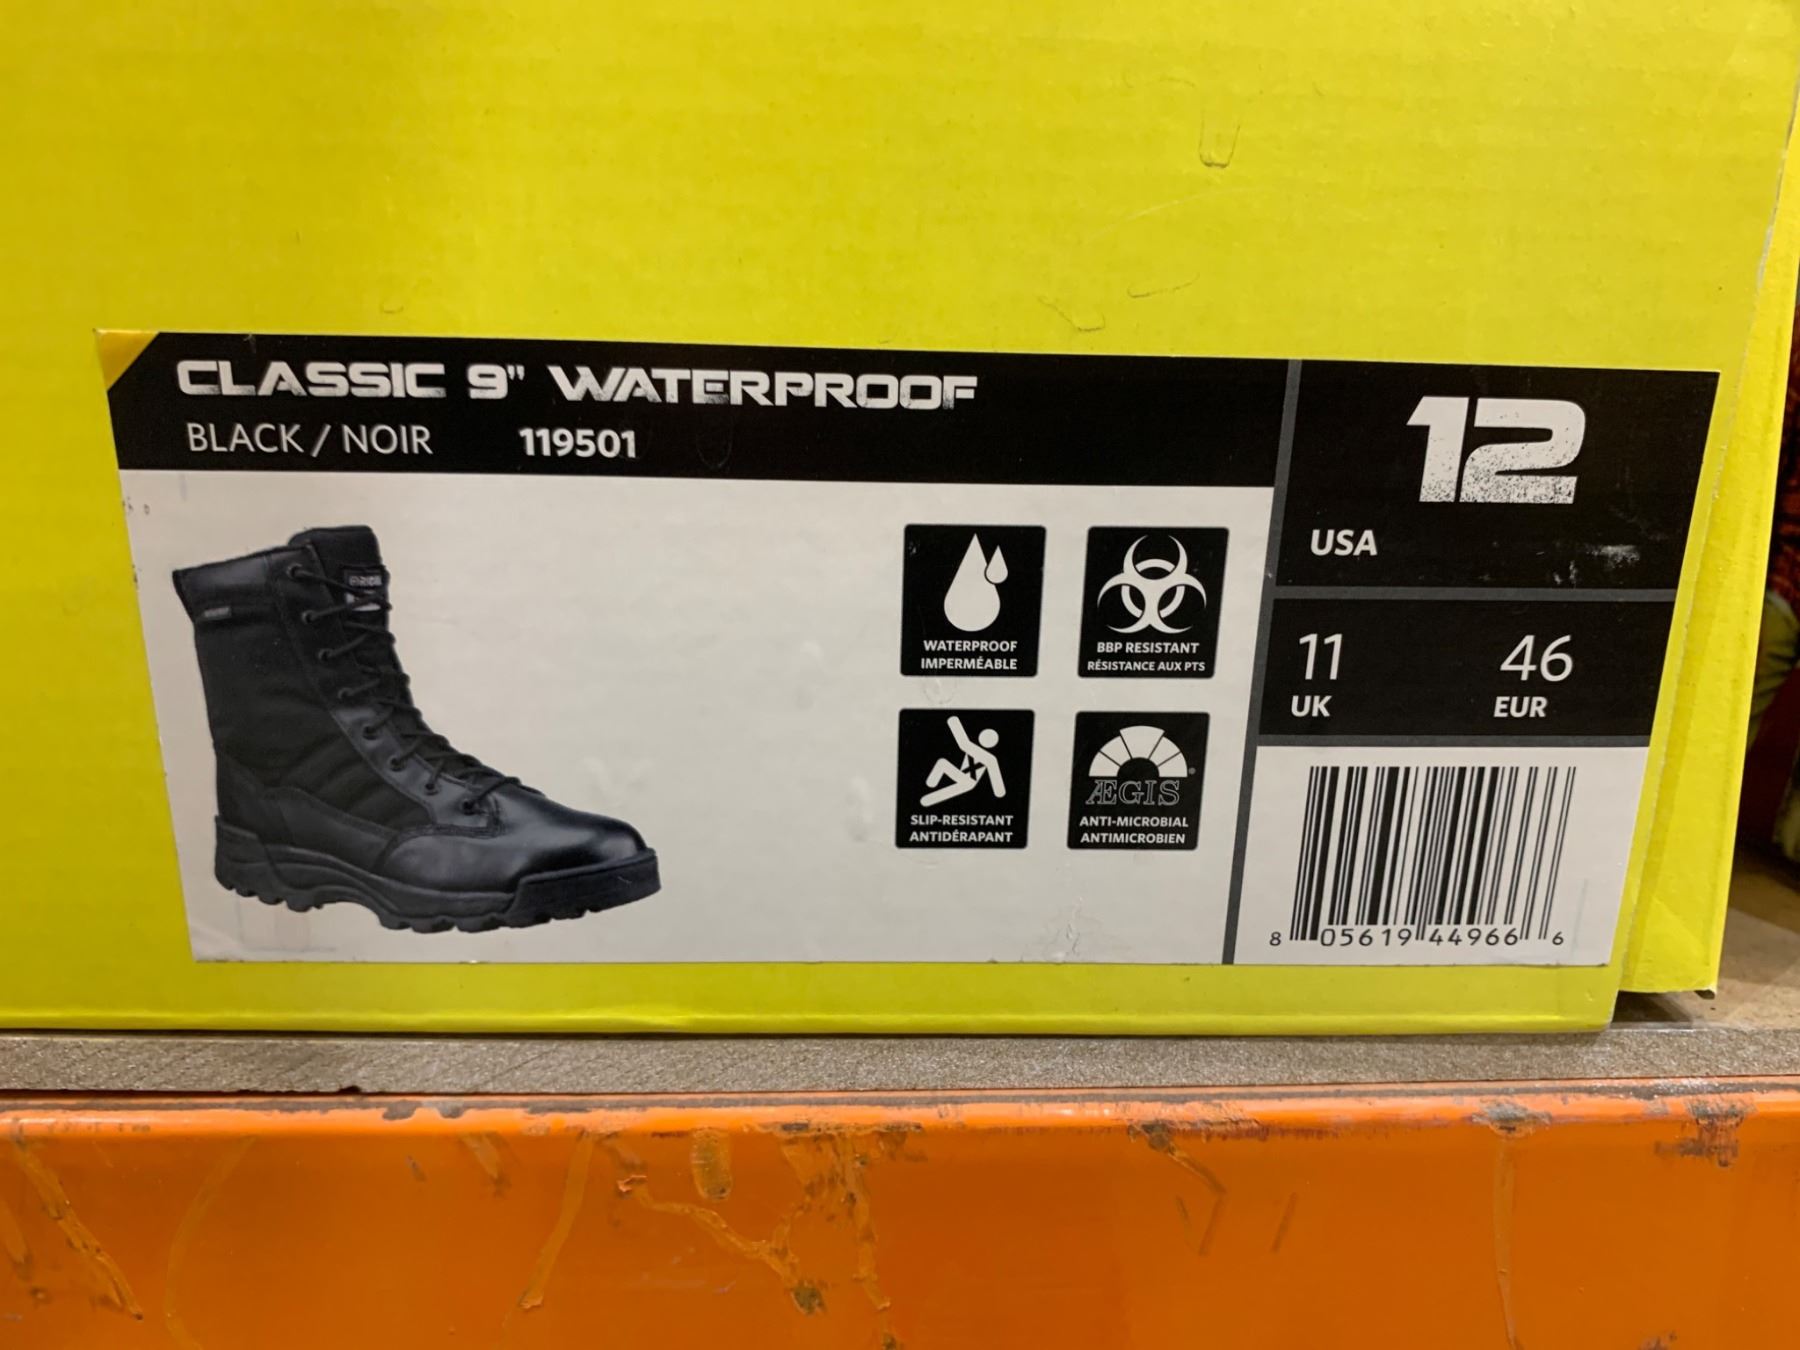 CLASSIC 9" WATERPROOF
BLACK / NOIR 119501
12
USA
11 46
UK EUR
WATERPROOF
IMPERMÉABLE
BBP RESISTANT
RÉSISTANCE AUX PTS
SLIP-RESISTANT
ANTIDÉRAPANT
ÆGIS®
ANTI-MICROBIAL
ANTIMICROBIEN
8 05619 44966 6